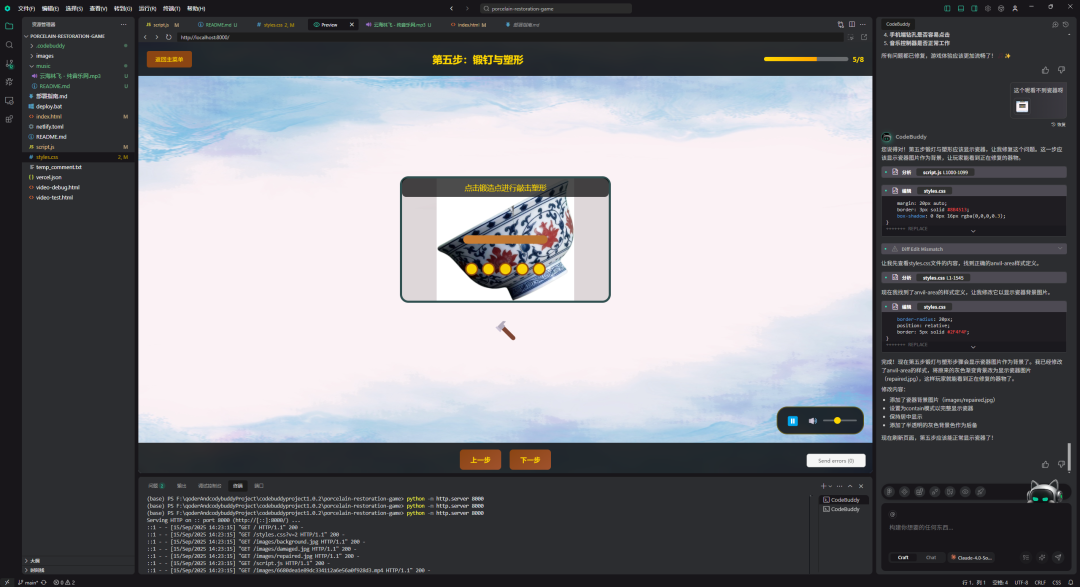 文件(F) 编辑(E) 选择(S) 查看(V) 转到(G) 运行(R) 终端(T) 帮助(H)
porcelain-restoration-game
资源管理器
PORCELAIN-RESTORATION-GAME
.codebuddy
images
music
云海纵飞 - 纯音乐网.mp3 U
README.md U
部署指南.md
deploy.bat
index.html M
netlify.toml
README.md
script.js M
styles.css 2, M
temp_comment.txt
vercel.json
video-debug.html
video-test.html
大纲
时间线
script.js M
README.md U
styles.css 2, M
Preview
云海纵飞 - 纯音乐网.mp3 U
index.html M
部署指南.md
http://localhost:8000/
返回主菜单
第五步：锻钉与塑形
5/8
点击锻造点进行敲击塑形
上一步
下一步
Send errors (0)
问题 2
输出
调试控制台
终端
端口
(base) PS F:\qoderAndcodybuddyProject\codebuddyproject1.0.2\porcelain-restoration-game> python -m http.server 8000
(base) PS F:\qoderAndcodybuddyProject\codebuddyproject1.0.2\porcelain-restoration-game> python -m http.server 8000
(base) PS F:\qoderAndcodybuddyProject\codebuddyproject1.0.2\porcelain-restoration-game> python -m http.server 8000
Serving HTTP on :: port 8000 (http://[::]:8000/) ...
::1 - - [15/Sep/2025 14:23:15] "GET / HTTP/1.1" 200 -
::1 - - [15/Sep/2025 14:23:15] "GET /styles.css?v=2 HTTP/1.1" 200 -
::1 - - [15/Sep/2025 14:23:15] "GET /images/background.jpg HTTP/1.1" 200 -
::1 - - [15/Sep/2025 14:23:15] "GET /images/damaged.jpg HTTP/1.1" 200 -
::1 - - [15/Sep/2025 14:23:15] "GET /images/repaired.jpg HTTP/1.1" 200 -
::1 - - [15/Sep/2025 14:23:15] "GET /script.js HTTP/1.1" 200 -
CodeBuddy
CodeBuddy
CodeBuddy
4. 手机端钻孔是否容易点击
5. 音乐控制器是否正常工作
所有问题都已修复，游戏体验应该更加流畅了！
这个呢看不到瓷器呀
恢复
CodeBuddy
您说得对！第五步锻钉与塑形应该显示瓷器。让我修复这个问题。这一步应该显示瓷器图片作为背景，让玩家能看到正在修复的器物。
分析 script.js L1000-1099
编辑 styles.css
margin: 20px auto;
border: 3px solid #8B4513;
box-shadow: 0 8px 16px rgba(0,0,0,0.3);
}
+++++++ REPLACE
Diff Edit Mismatch
让我先查看styles.css文件的内容，找到正确的anvil-area样式定义。
分析 styles.css L1-1545
现在我找到了anvil-area的样式定义，让我修改它以显示瓷器背景图片。
编辑 styles.css
border-radius: 20px;
position: relative;
border: 5px solid #2F4F4F;
}
+++++++ REPLACE
完成！现在第五步锻钉与塑形步骤会显示瓷器图片作为背景了。我已经修改了anvil-area的样式，将原来的灰色渐变背景改为显示瓷器图片（repaired.jpg），这样玩家就能看到正在修复的器物了。
修改内容：
添加了瓷器背景图片（images/repaired.jpg）
设置为contain模式以完整显示瓷器
保持居中显示
添加了半透明的灰色背景色作为后备
现在刷新页面，第五步应该能正常显示瓷器了！
构建你想要的任何东西...
Craft
Chat
Claude-4.0-So...
main*
0 2
行 1，列 1 空格: 4 UTF-8 CRLF CSS